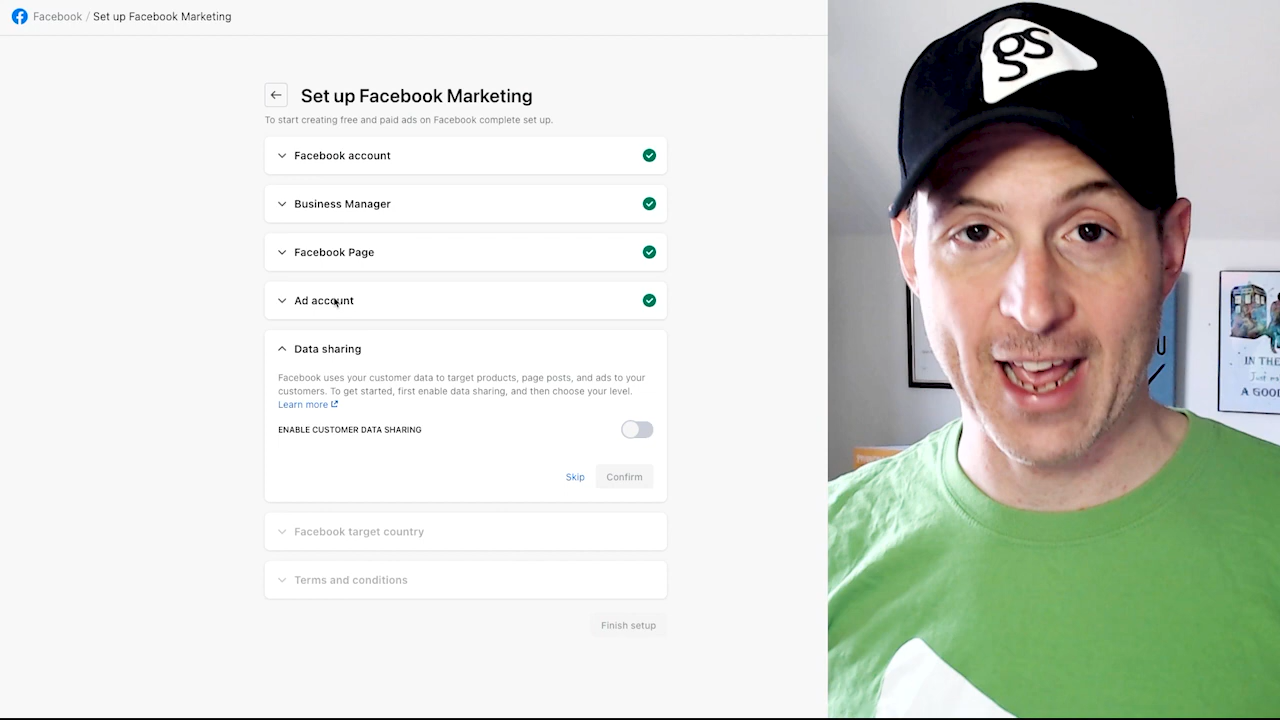 Facebook / Set up Facebook Marketing
Set up Facebook Marketing
To start creating free and paid ads on Facebook complete set up.
Facebook account
Business Manager
Facebook Page
Ad account
Data sharing
Facebook uses your customer data to target products, page posts, and ads to your
customers. To get started, first enable data sharing, and then choose your level.
Learn more
ENABLE CUSTOMER DATA SHARING
Skip
Confirm
Facebook target country
Terms and conditions
Finish setup
gs
IN THE
A GOOD